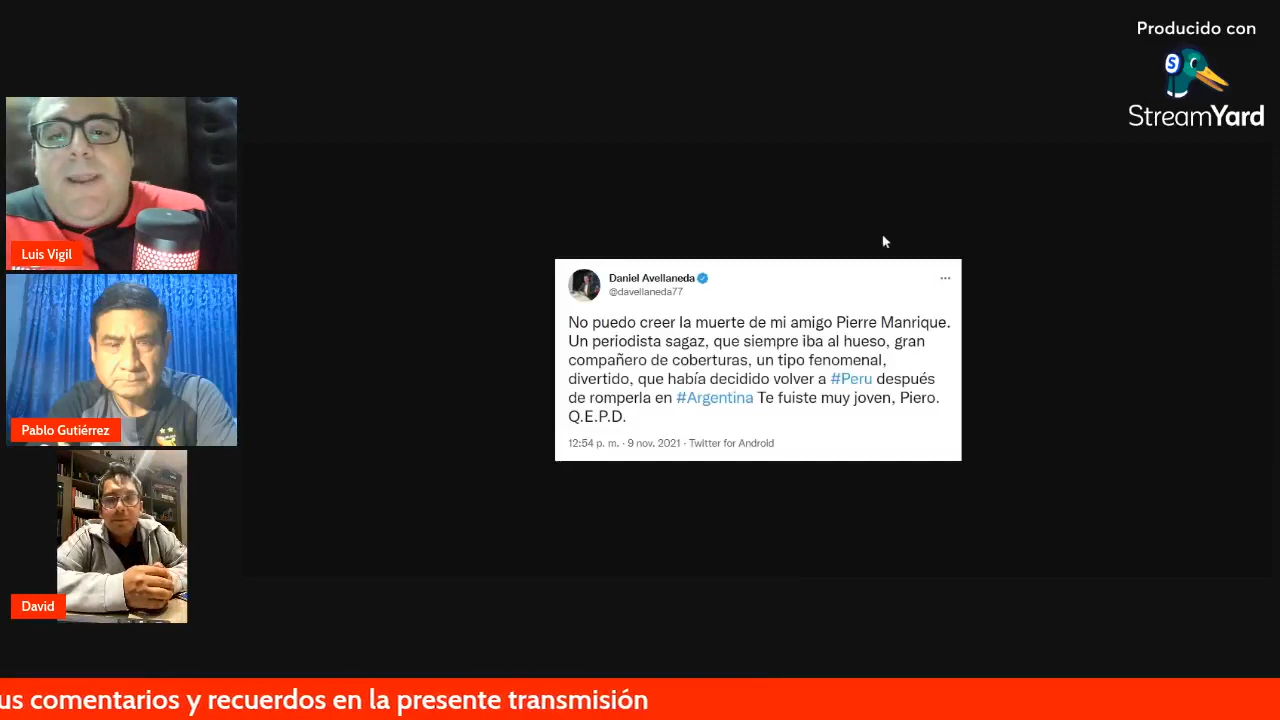 Producido con
S
StreamYard
Luis Vigil
Pablo Gutiérrez
David
Daniel Avellaneda
@davellaneda77
No puedo creer la muerte de mi amigo Pierre Manrique.
Un periodista sagaz, que siempre iba al hueso, gran
compañero de coberturas, un tipo fenomenal,
divertido, que había decidido volver a #Peru después
de romperla en #Argentina Te fuiste muy joven, Piero.
Q.E.P.D.
12:54 p. m. · 9 nov. 2021 · Twitter for Android
us comentarios y recuerdos en la presente transmisión